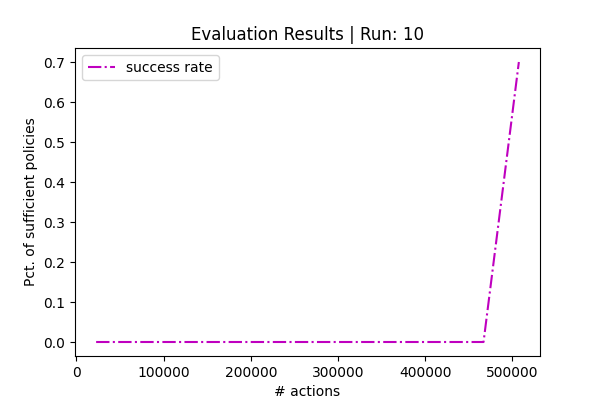 Evaluation Results | Run: 10
success rate
Pct. of sufficient policies
0.7
0.6
0.5
0.4
0.3
0.2
0.1
0.0
0 100000 200000 300000 400000 500000
# actions